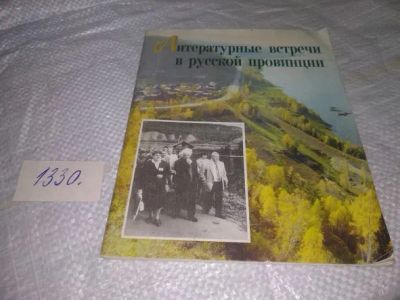 Литературные встречи
в русской провинции
1330.